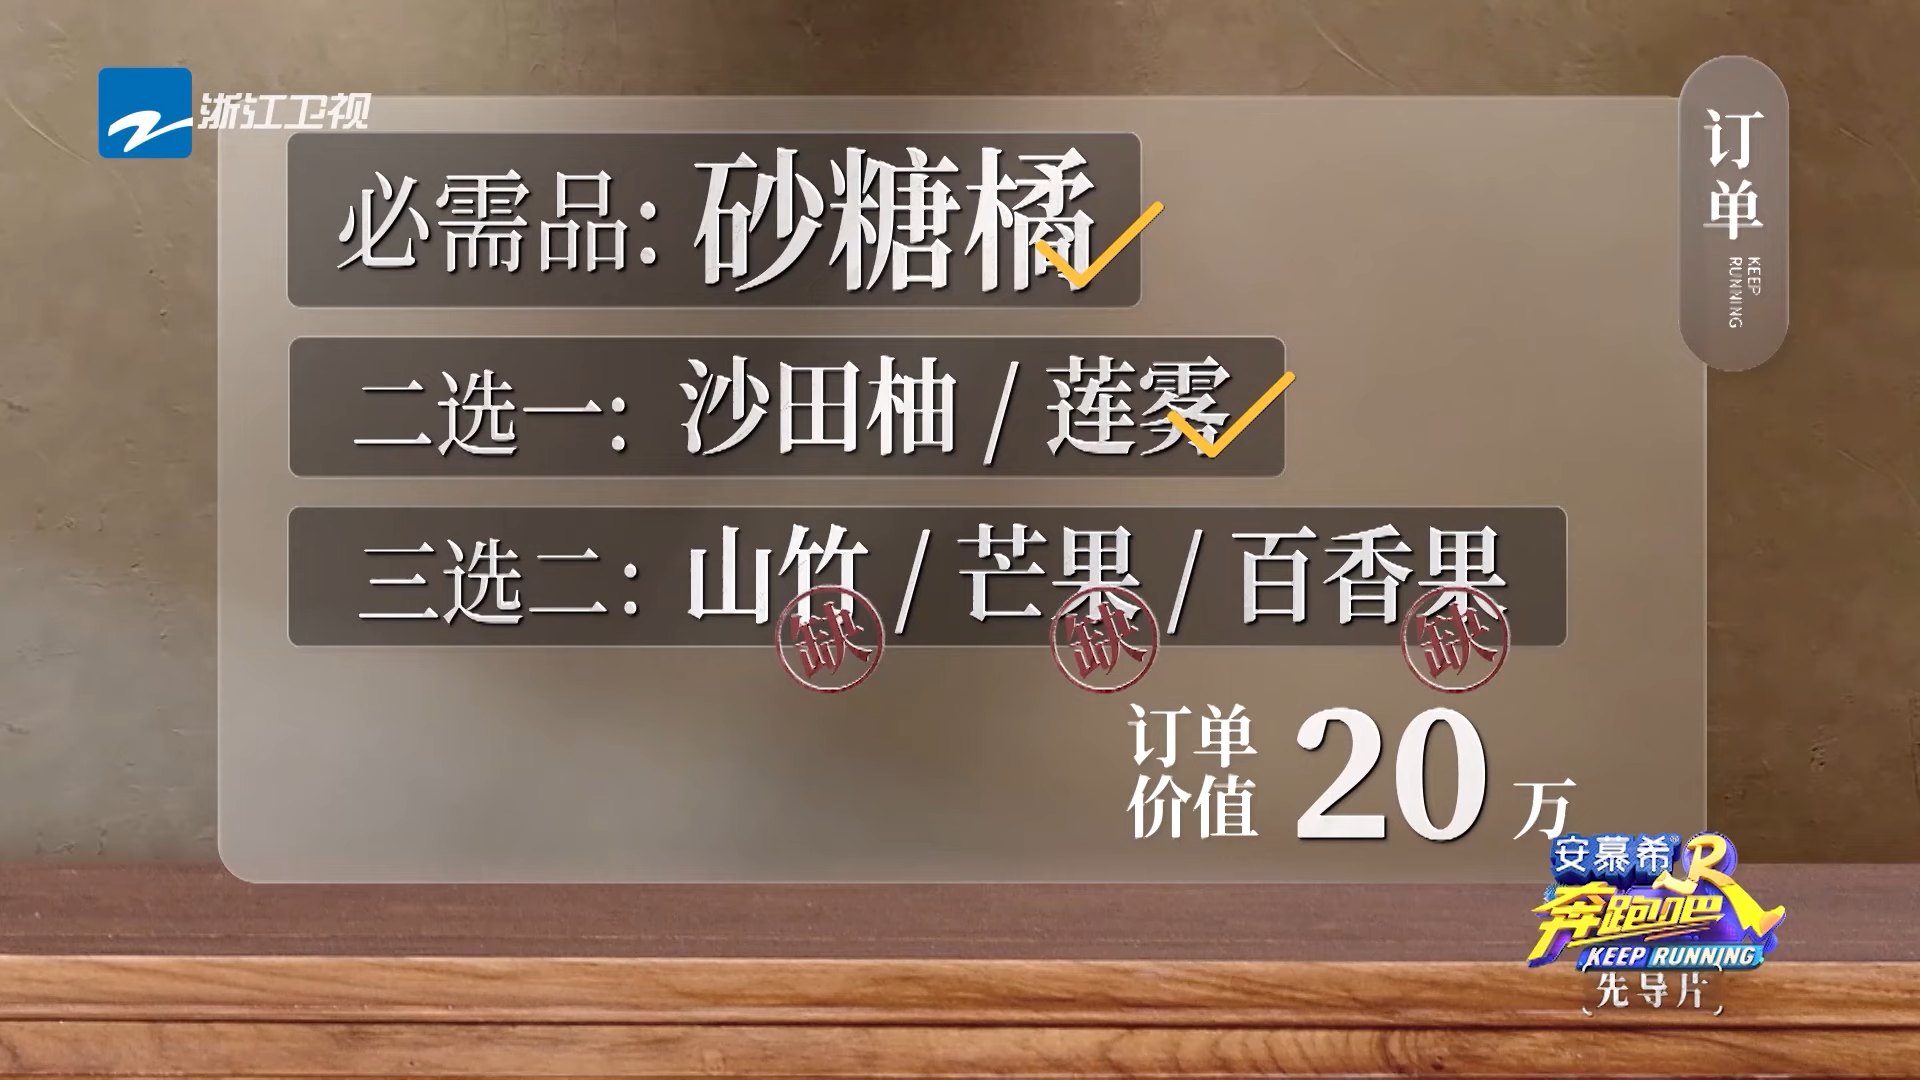 浙江卫视
订单
KEEP RUNNING
必需品：砂糖橘
二选一：沙田柚 / 莲雾
三选二：山竹 / 芒果 / 百香果
缺 缺 缺
订单价值 20 万
安慕希
奔跑吧
KEEP RUNNING
先导片